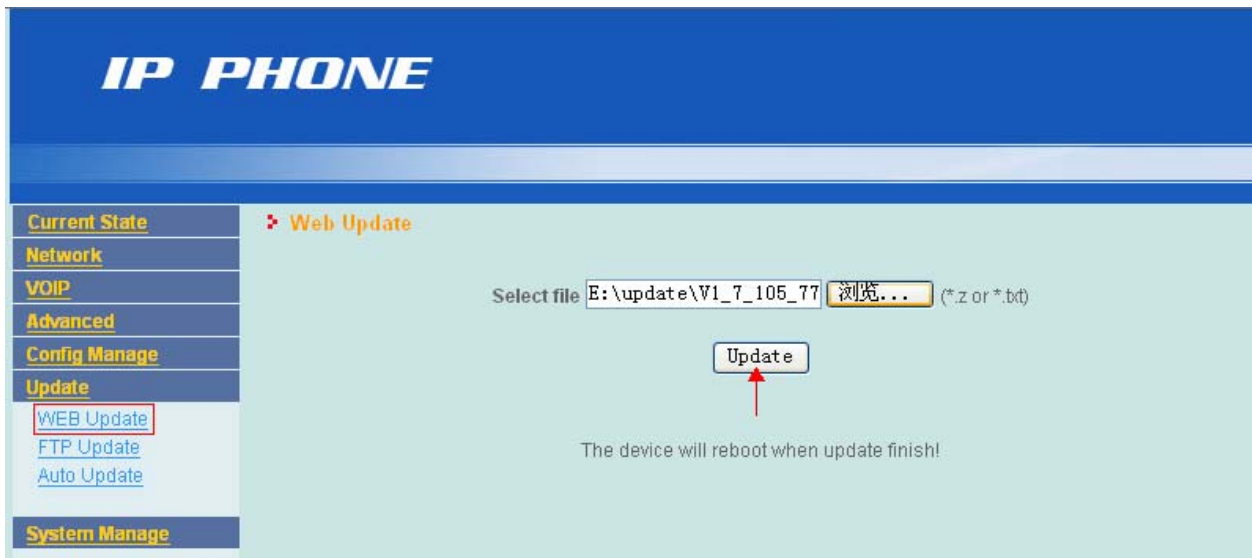 IP PHONE
Current State
Network
VOIP
Advanced
Config Manage
Update
WEB Update
FTP Update
Auto Update
System Manage
Web Update
Select file E:\update\V1_7_105_77 浏览... (*.z or *.txt)
Update
The device will reboot when update finish!